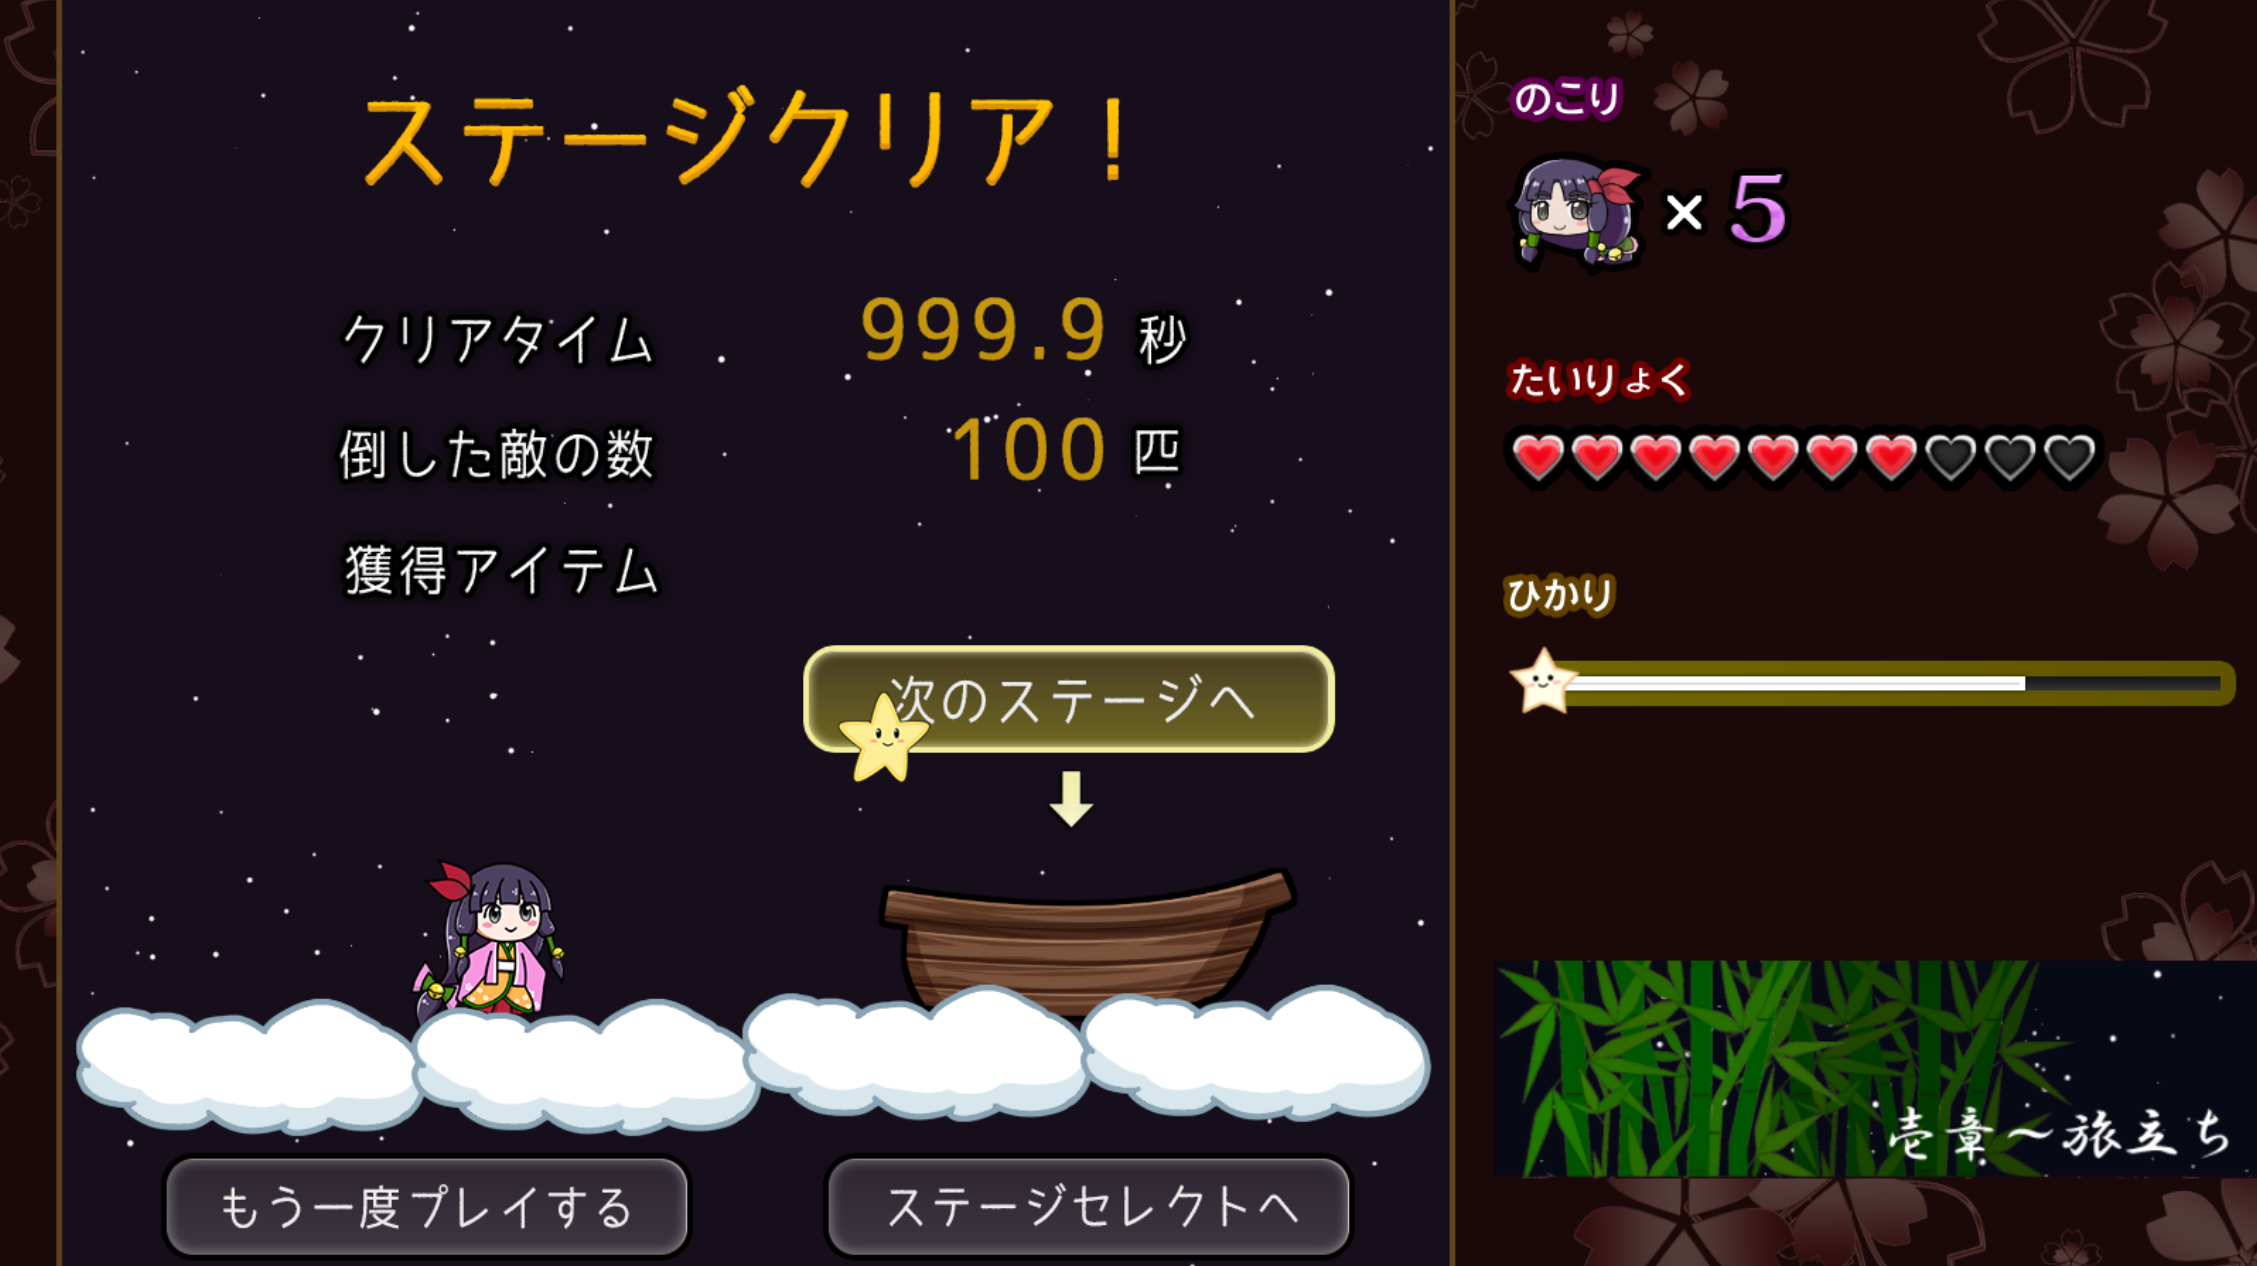 ステージクリア！
クリアタイム 999.9 秒
倒した敵の数 100 匹
獲得アイテム
次のステージへ
もう一度プレイする
ステージセレクトへ
のこり
× 5
たいりょく
ひかり
壱章～旅立ち